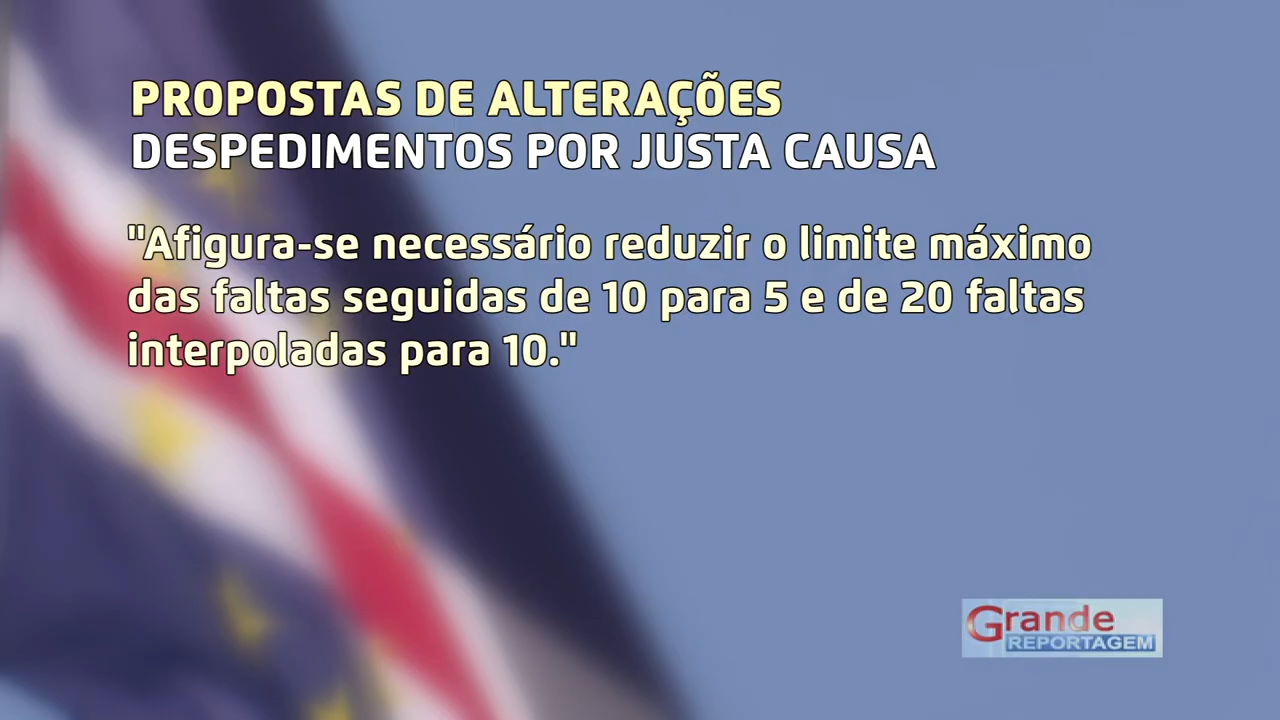 PROPOSTAS DE ALTERAÇÕES
DESPEDIMENTOS POR JUSTA CAUSA
"Afigura-se necessário reduzir o limite máximo
das faltas seguidas de 10 para 5 e de 20 faltas
interpoladas para 10."
Grande
REPORTAGEM